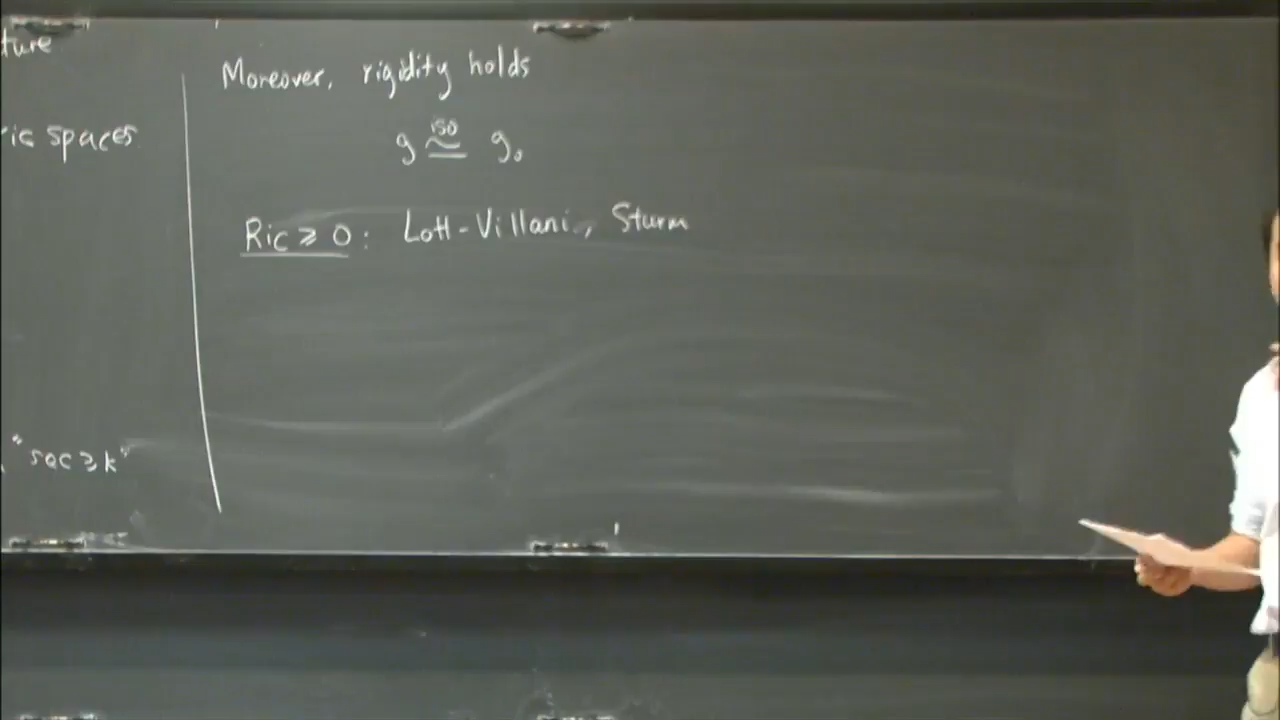 ture
ric spaces
"sec ≥ k"
Moreover, rigidity holds
g ≅^{iso} g₀
Ric ≥ 0 : Lott-Villani, Sturm